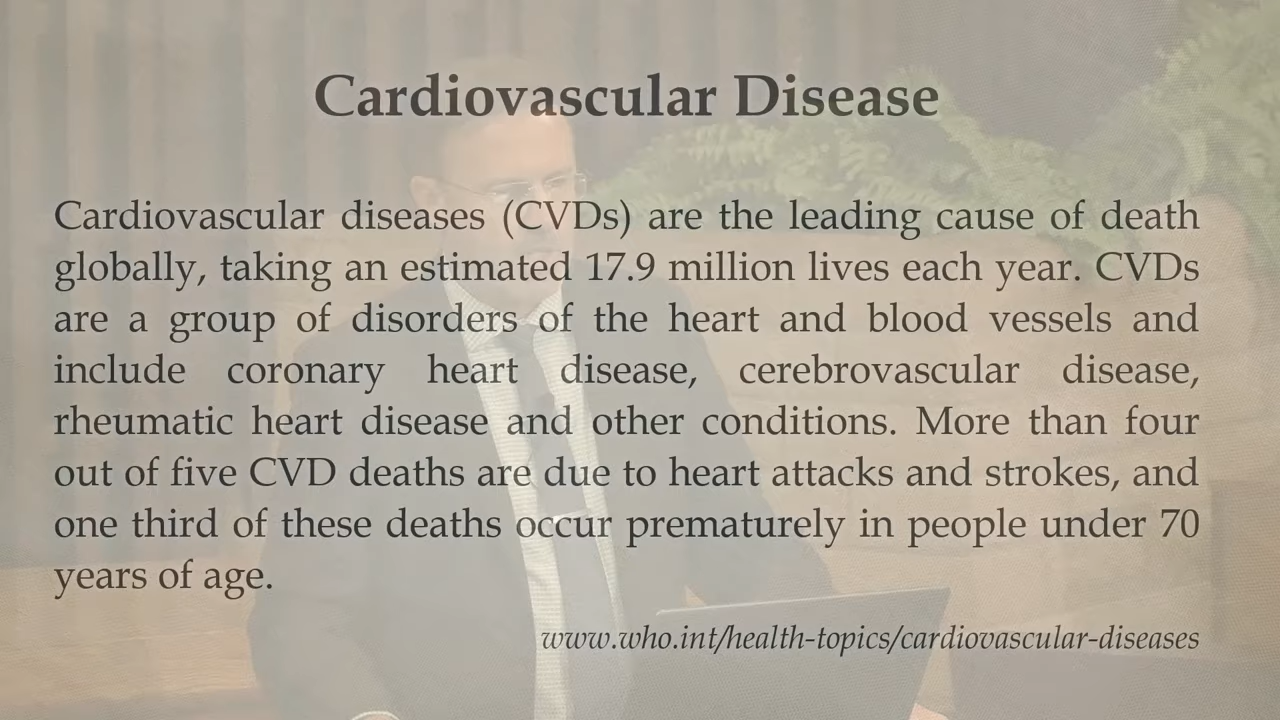 Cardiovascular Disease
Cardiovascular diseases (CVDs) are the leading cause of death
globally, taking an estimated 17.9 million lives each year. CVDs
are a group of disorders of the heart and blood vessels and
include coronary heart disease, cerebrovascular disease,
rheumatic heart disease and other conditions. More than four
out of five CVD deaths are due to heart attacks and strokes, and
one third of these deaths occur prematurely in people under 70
years of age.
www.who.int/health-topics/cardiovascular-diseases